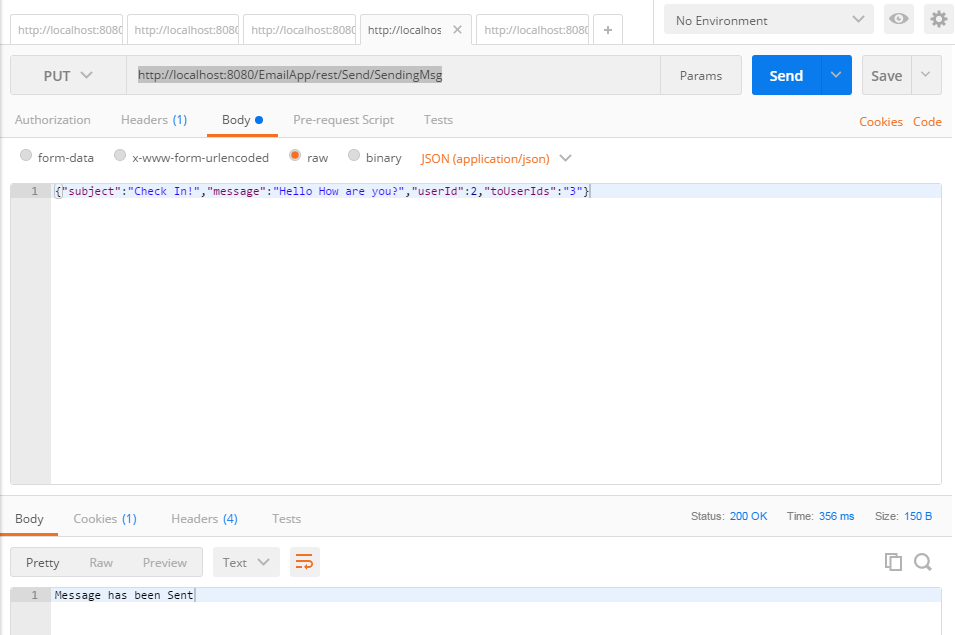 http://localhost:8080 http://localhost:8080 http://localhost:8080 http://localhos http://localhost:8080 + No Environment
PUT http://localhost:8080/EmailApp/rest/Send/SendingMsg Params Send Save
Authorization Headers (1) Body Pre-request Script Tests Cookies Code
form-data x-www-form-urlencoded raw binary JSON (application/json)
1 {"subject":"Check In!","message":"Hello How are you?","userId":2,"toUserIds":"3"}
Body Cookies (1) Headers (4) Tests Status: 200 OK Time: 356 ms Size: 150 B
Pretty Raw Preview Text
1 Message has been Sent